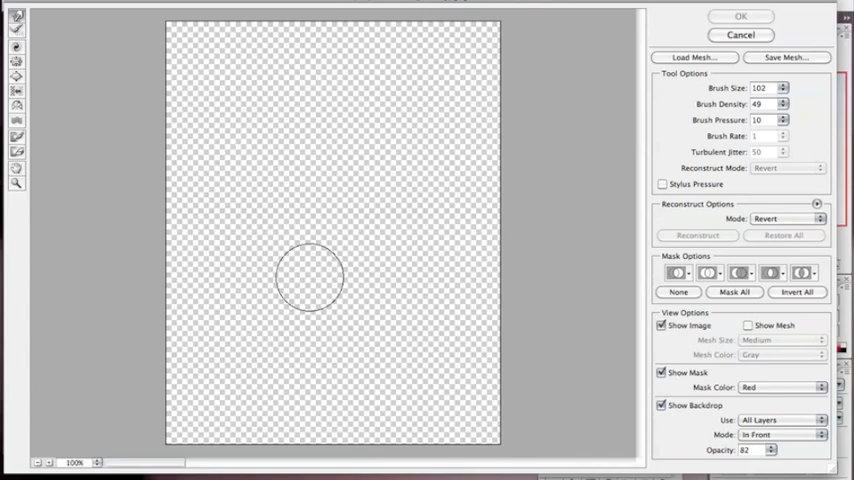 OK
Cancel
Load Mesh... Save Mesh...
Tool Options
Brush Size: 102
Brush Density: 49
Brush Pressure: 10
Brush Rate: 1
Turbulent Jitter: 50
Reconstruct Mode: Revert
Stylus Pressure
Reconstruct Options
Mode: Revert
Reconstruct Restore All
Mask Options
None Mask All Invert All
View Options
Show Image Show Mesh
Mesh Size: Medium
Mesh Color: Gray
Show Mask
Mask Color: Red
Show Backdrop
Use: All Layers
Mode: In Front
Opacity: 82
100%